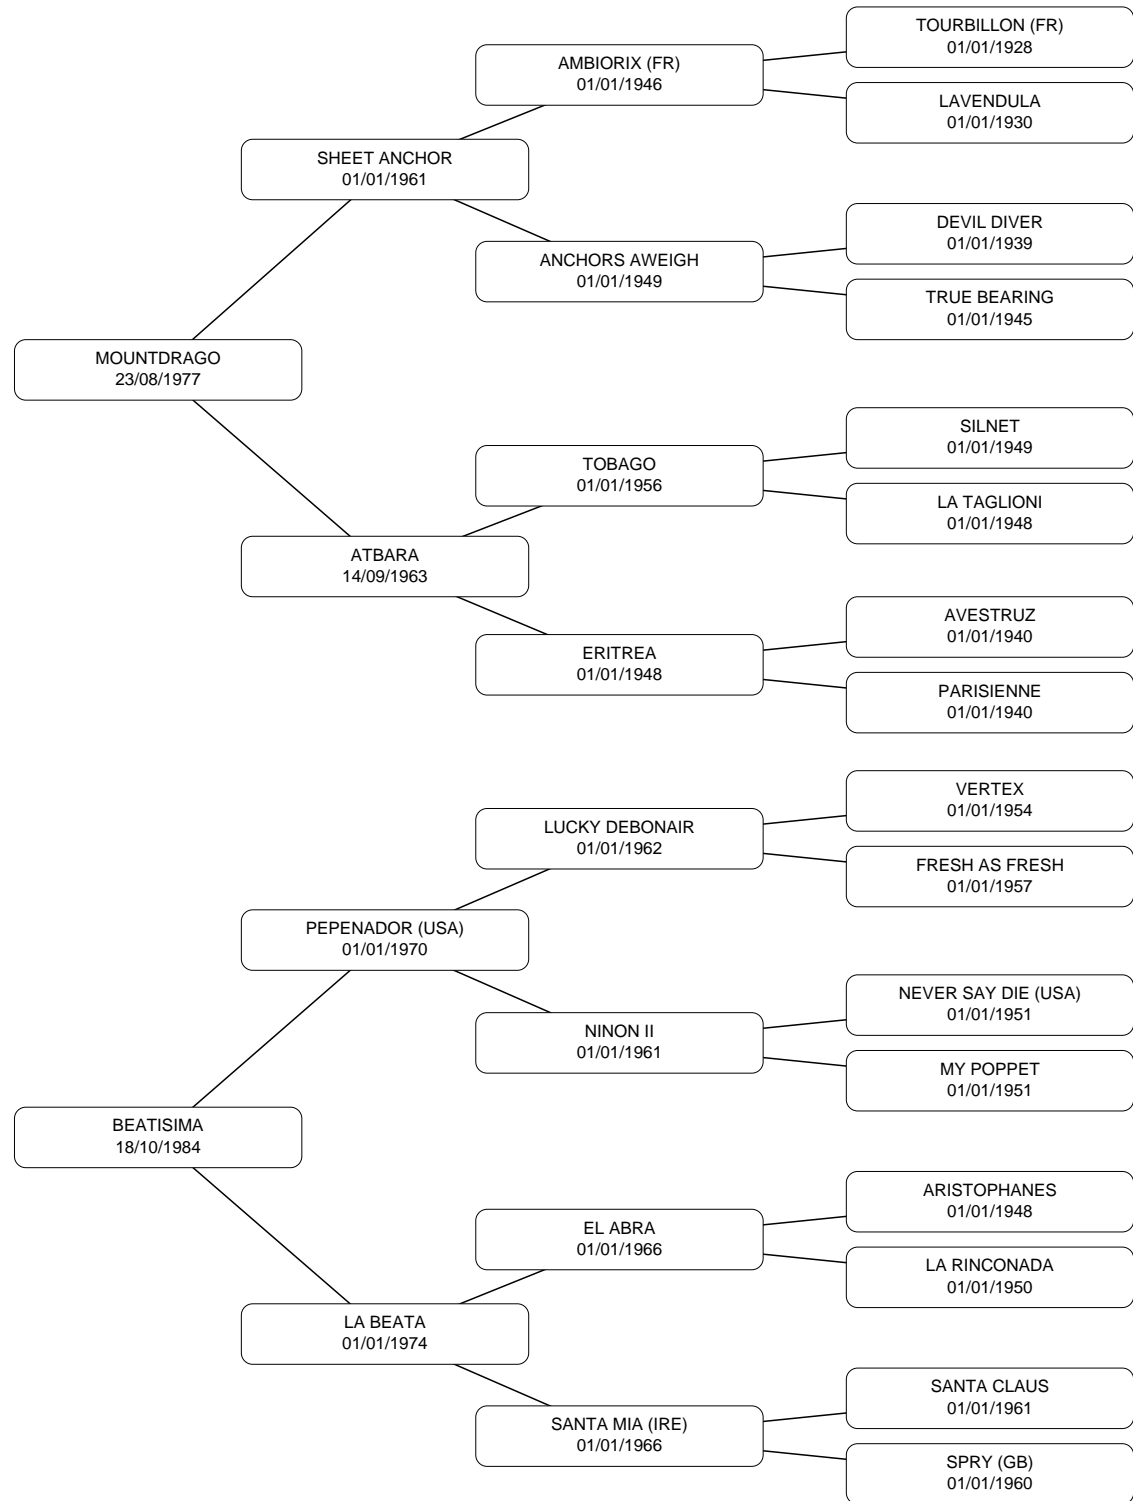 TOURBILLON (FR)
01/01/1928
AMBIORIX (FR)
01/01/1946
LAVENDULA
01/01/1930
SHEET ANCHOR
01/01/1961
DEVIL DIVER
01/01/1939
ANCHORS AWEIGH
01/01/1949
TRUE BEARING
01/01/1945
MOUNTDRAGO
23/08/1977
SILNET
01/01/1949
TOBAGO
01/01/1956
LA TAGLIONI
01/01/1948
ATBARA
14/09/1963
AVESTRUZ
01/01/1940
ERITREA
01/01/1948
PARISIENNE
01/01/1940
VERTEX
01/01/1954
LUCKY DEBONAIR
01/01/1962
FRESH AS FRESH
01/01/1957
PEPENADOR (USA)
01/01/1970
NEVER SAY DIE (USA)
01/01/1951
NINON II
01/01/1961
MY POPPET
01/01/1951
BEATISIMA
18/10/1984
ARISTOPHANES
01/01/1948
EL ABRA
01/01/1966
LA RINCONADA
01/01/1950
LA BEATA
01/01/1974
SANTA CLAUS
01/01/1961
SANTA MIA (IRE)
01/01/1966
SPRY (GB)
01/01/1960